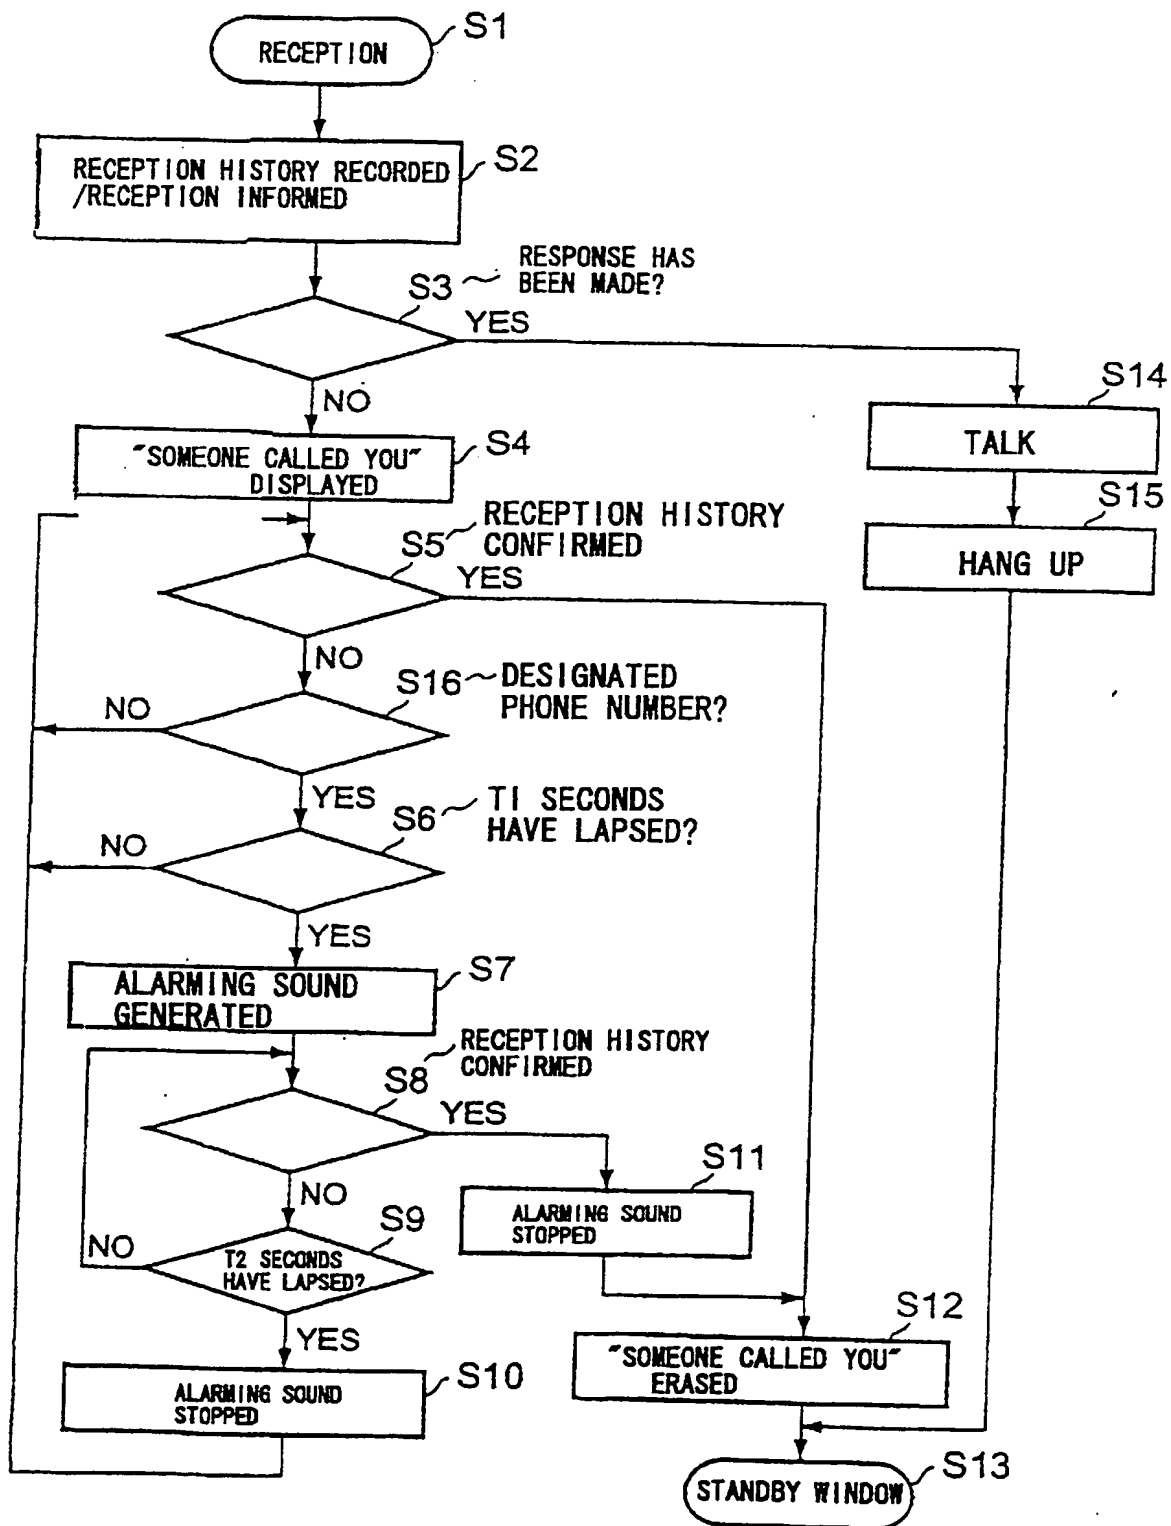 S1
RECEPTION
S2
RECEPTION HISTORY RECORDED
/RECEPTION INFORMED
RESPONSE HAS
BEEN MADE?
S3
YES
NO
S14
TALK
S4
"SOMEONE CALLED YOU"
DISPLAYED
S15
HANG UP
RECEPTION HISTORY
CONFIRMED
S5
YES
NO
S16
DESIGNATED
PHONE NUMBER?
NO
YES
S6
T1 SECONDS
HAVE LAPSED?
NO
YES
S7
ALARMING SOUND
GENERATED
RECEPTION HISTORY
CONFIRMED
S8
YES
NO
S11
ALARMING SOUND
STOPPED
S9
T2 SECONDS
HAVE LAPSED?
NO
YES
S12
"SOMEONE CALLED YOU"
ERASED
S10
ALARMING SOUND
STOPPED
S13
STANDBY WINDOW